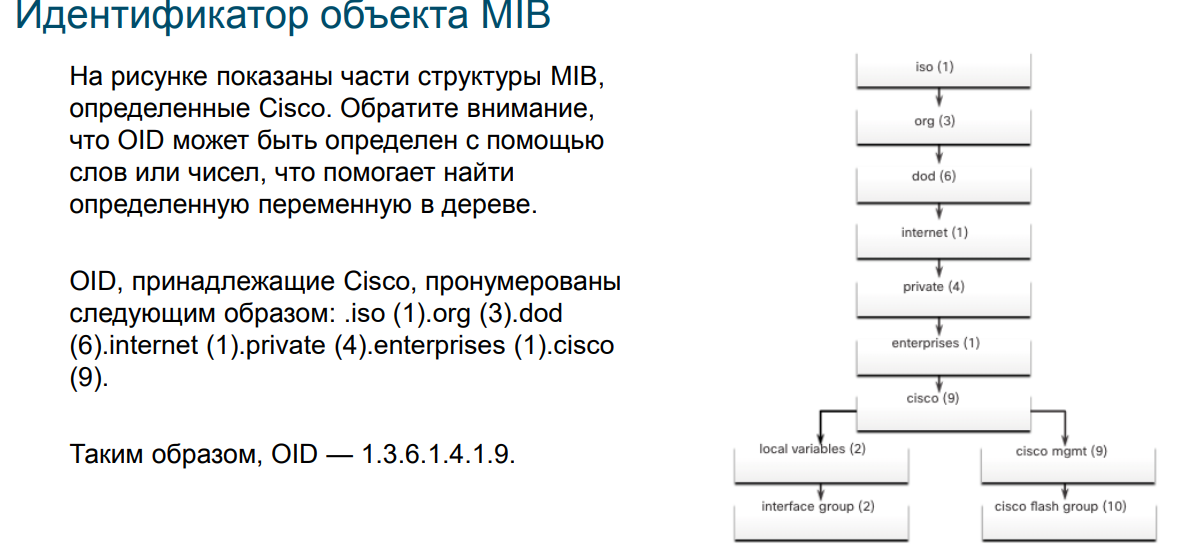 Идентификатор объекта MIB
На рисунке показаны части структуры MIB,
определенные Cisco. Обратите внимание,
что OID может быть определен с помощью
слов или чисел, что помогает найти
определенную переменную в дереве.
OID, принадлежащие Cisco, пронумерованы
следующим образом: .iso (1).org (3).dod
(6).internet (1).private (4).enterprises (1).cisco
(9).
Таким образом, OID — 1.3.6.1.4.1.9.
iso (1)
org (3)
dod (6)
internet (1)
private (4)
enterprises (1)
cisco (9)
local variables (2)
cisco mgmt (9)
interface group (2)
cisco flash group (10)